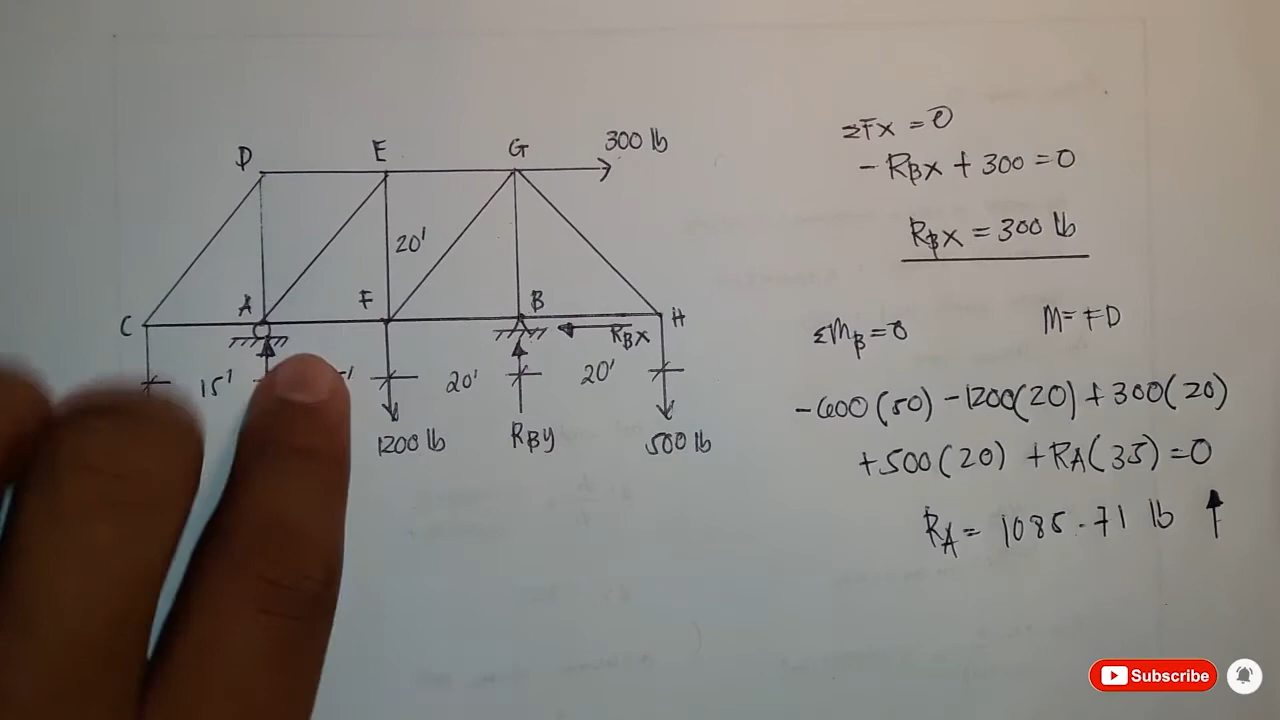 300 lb
D E G
20'
C A F B H
RBX
15' ' 20' 20'
1200 lb RBY 500 lb
ΣFX = 0
- RBX + 300 = 0
RBX = 300 lb
ΣMB = 0 M = FD
-600(50) -1200(20) +300(20)
+500(20) +RA(35) = 0
RA = 1085.71 lb ↑
Subscribe